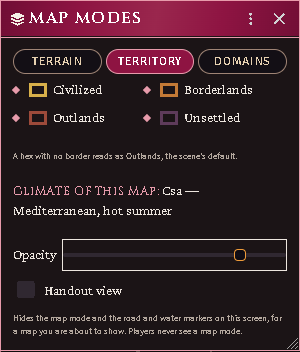 MAP MODES
TERRAIN TERRITORY DOMAINS
Civilized Borderlands
Outlands Unsettled
A hex with no border reads as Outlands, the scene's default.
CLIMATE OF THIS MAP: Csa —
Mediterranean, hot summer
Opacity
Handout view
Hides the map mode and the road and water markers on this screen, for
a map you are about to show. Players never see a map mode.